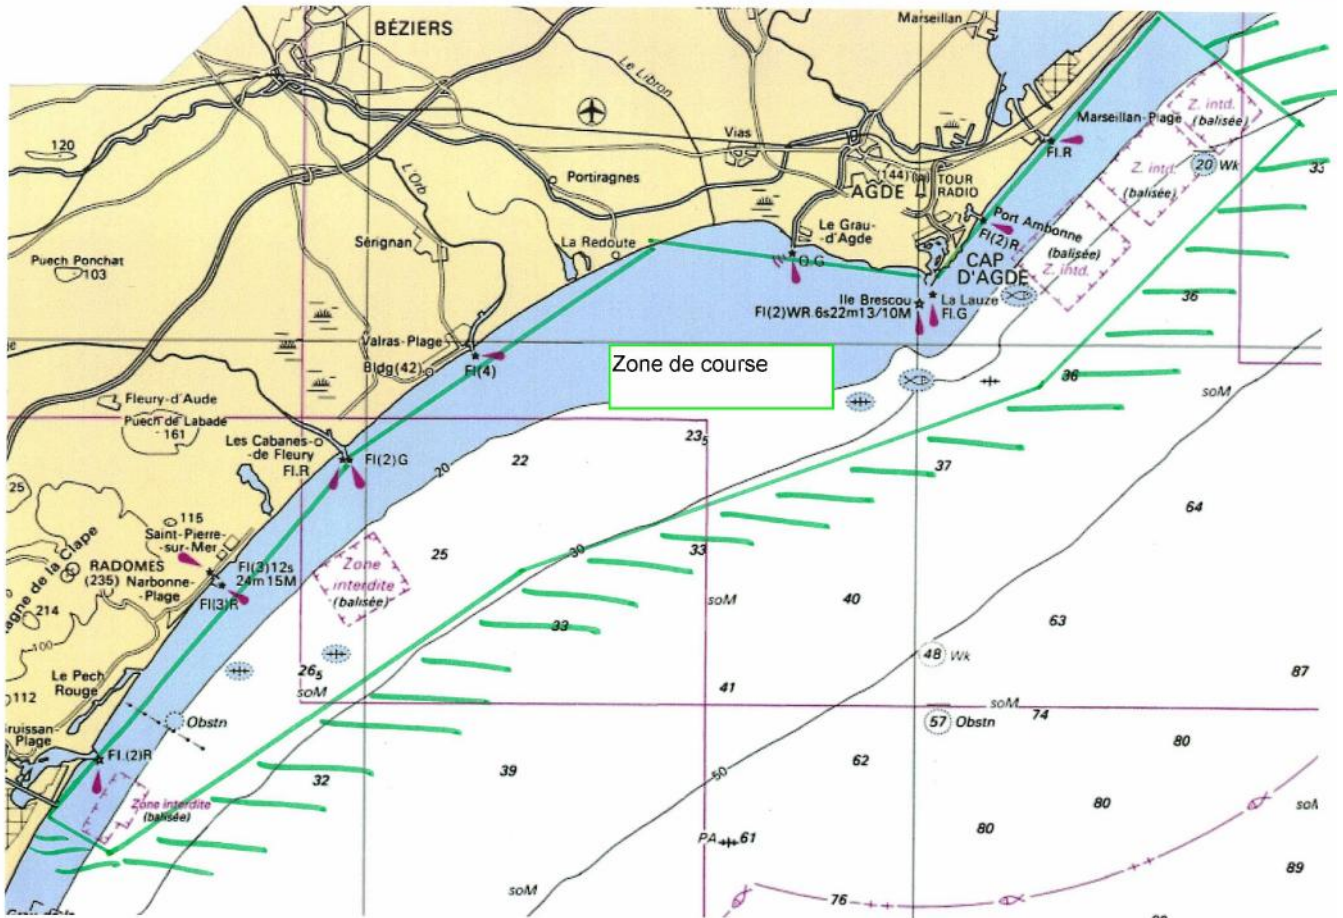 BÉZIERS
Marseillan
Le Libron
120
Vias
Marseillan-Plage
Z. intd.
(balisée)
Fl.R
Z. intd.
(balisée)
20 Wk
L'Orb
Portiragnes
(144)
TOUR
RADIO
AGDE
Port Ambonne
Fl(2)R
(balisée)
Z. intd.
Sérignan
La Redoute
Le Grau-
-d'Agde
O.G
CAP
D'AGDE
Puech Ponchat
103
Ile Brescou
Fl(2)WR.6s22m13/10M
La Lauze
Fl.G
36
Valras-Plage
Bldg(42)
Fl(4)
Zone de course
36
soM
Fleury-d'Aude
Puech de Labade
161
Les Cabanes-
-de Fleury
Fl.R
Fl(2)G
20
22
23₅
37
25
115
Saint-Pierre-
-sur-Mer
64
25
30
33
RADOMES
(235)
Narbonne-
-Plage
Fl(3)12s
24m15M
Fl(3)R
Zone
interdite
(balisée)
soM
40
214
100
33
63
48 Wk
Le Pech
Rouge
26₅
soM
41
87
112
Obstn
soM
74
57 Obstn
-Plage
Fl.(2)R
80
32
39
50
62
Zone interdite
(balisée)
80
80
PA
61
89
soM
76